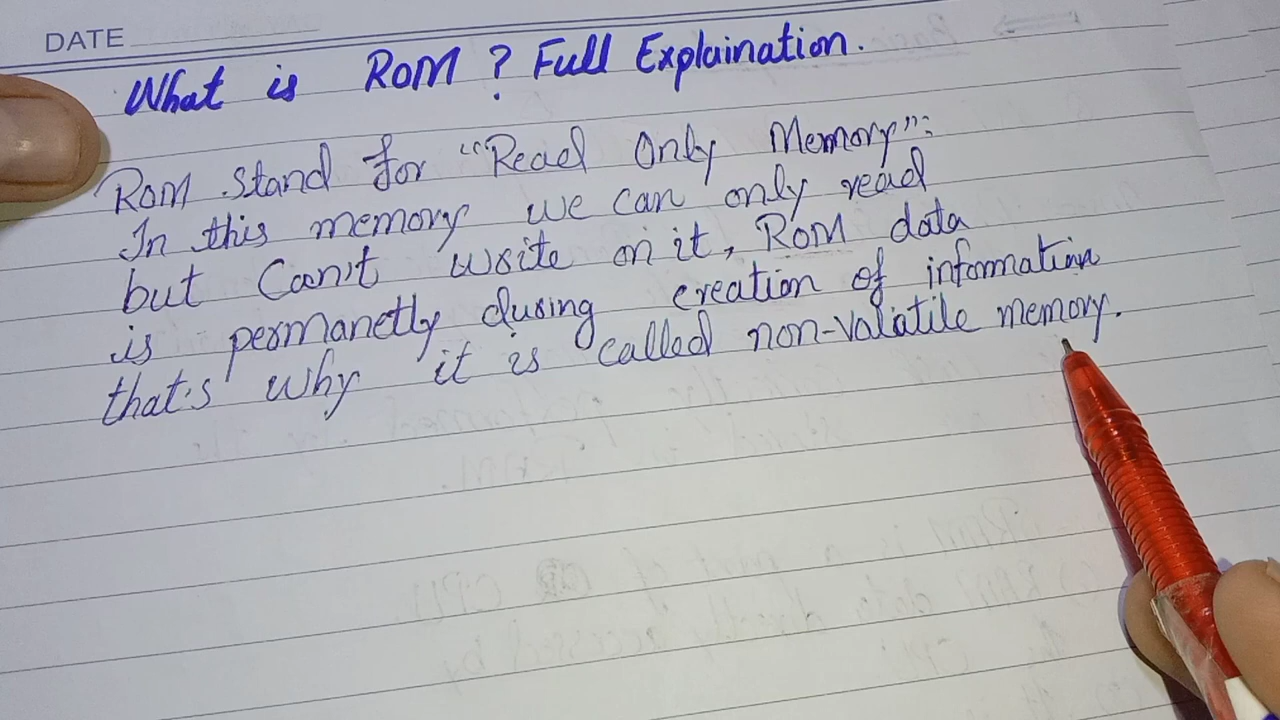 DATE
What is ROM ? Full Explaination.
ROM stand for "Read Only Memory":
In this memory we can only read
but Can't write on it, ROM data
is permanetly during creation of information
that's why it is called non-valatile memory.